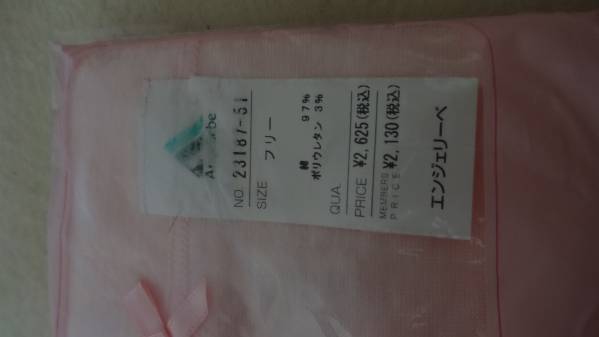 NO. 23187-51
SIZE フリー
綿 97%
ポリウレタン 3%
QUA.
PRICE ¥2,625(税込)
MEMBERS PRICE ¥2,130(税込)
エンジェリーベ